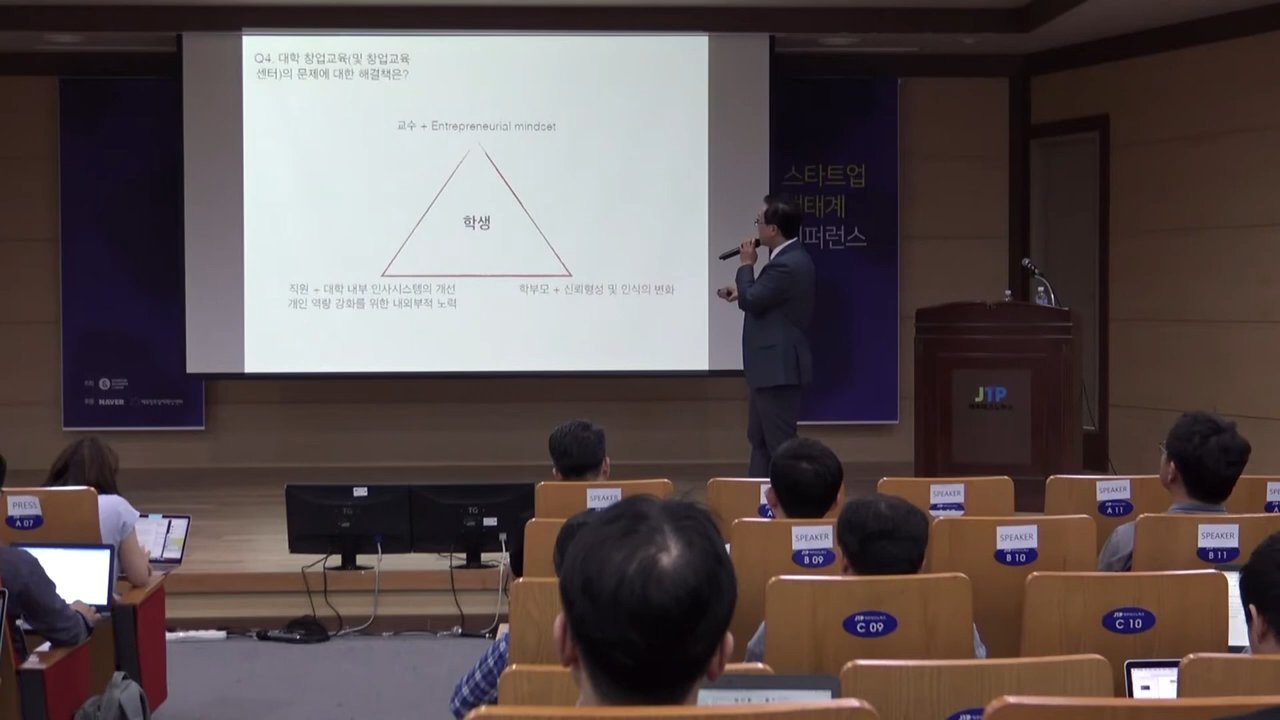 Q4. 대학 창업교육(및 창업교육
센터)의 문제에 대한 해결책은?
교수 + Entrepreneurial mindset
학생
직원 + 대학 내부 인사시스템의 개선
개인 역량 강화를 위한 내외부적 노력
학부모 + 신뢰형성 및 인식의 변화
스타트업
태계
퍼런스
NAVER
JTP
PRESS
A 07
SPEAKER
SPEAKER
SPEAKER
A 11
SPEAKER
B 09
SPEAKER
B 10
SPEAKER
B 11
C 09
C 10
JTP